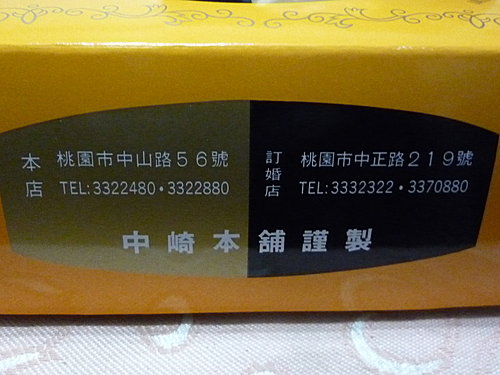 本店
桃園市中山路56號
TEL:3322480・3322880
訂婚店
桃園市中正路219號
TEL:3332322・3370880
中崎本舖謹製